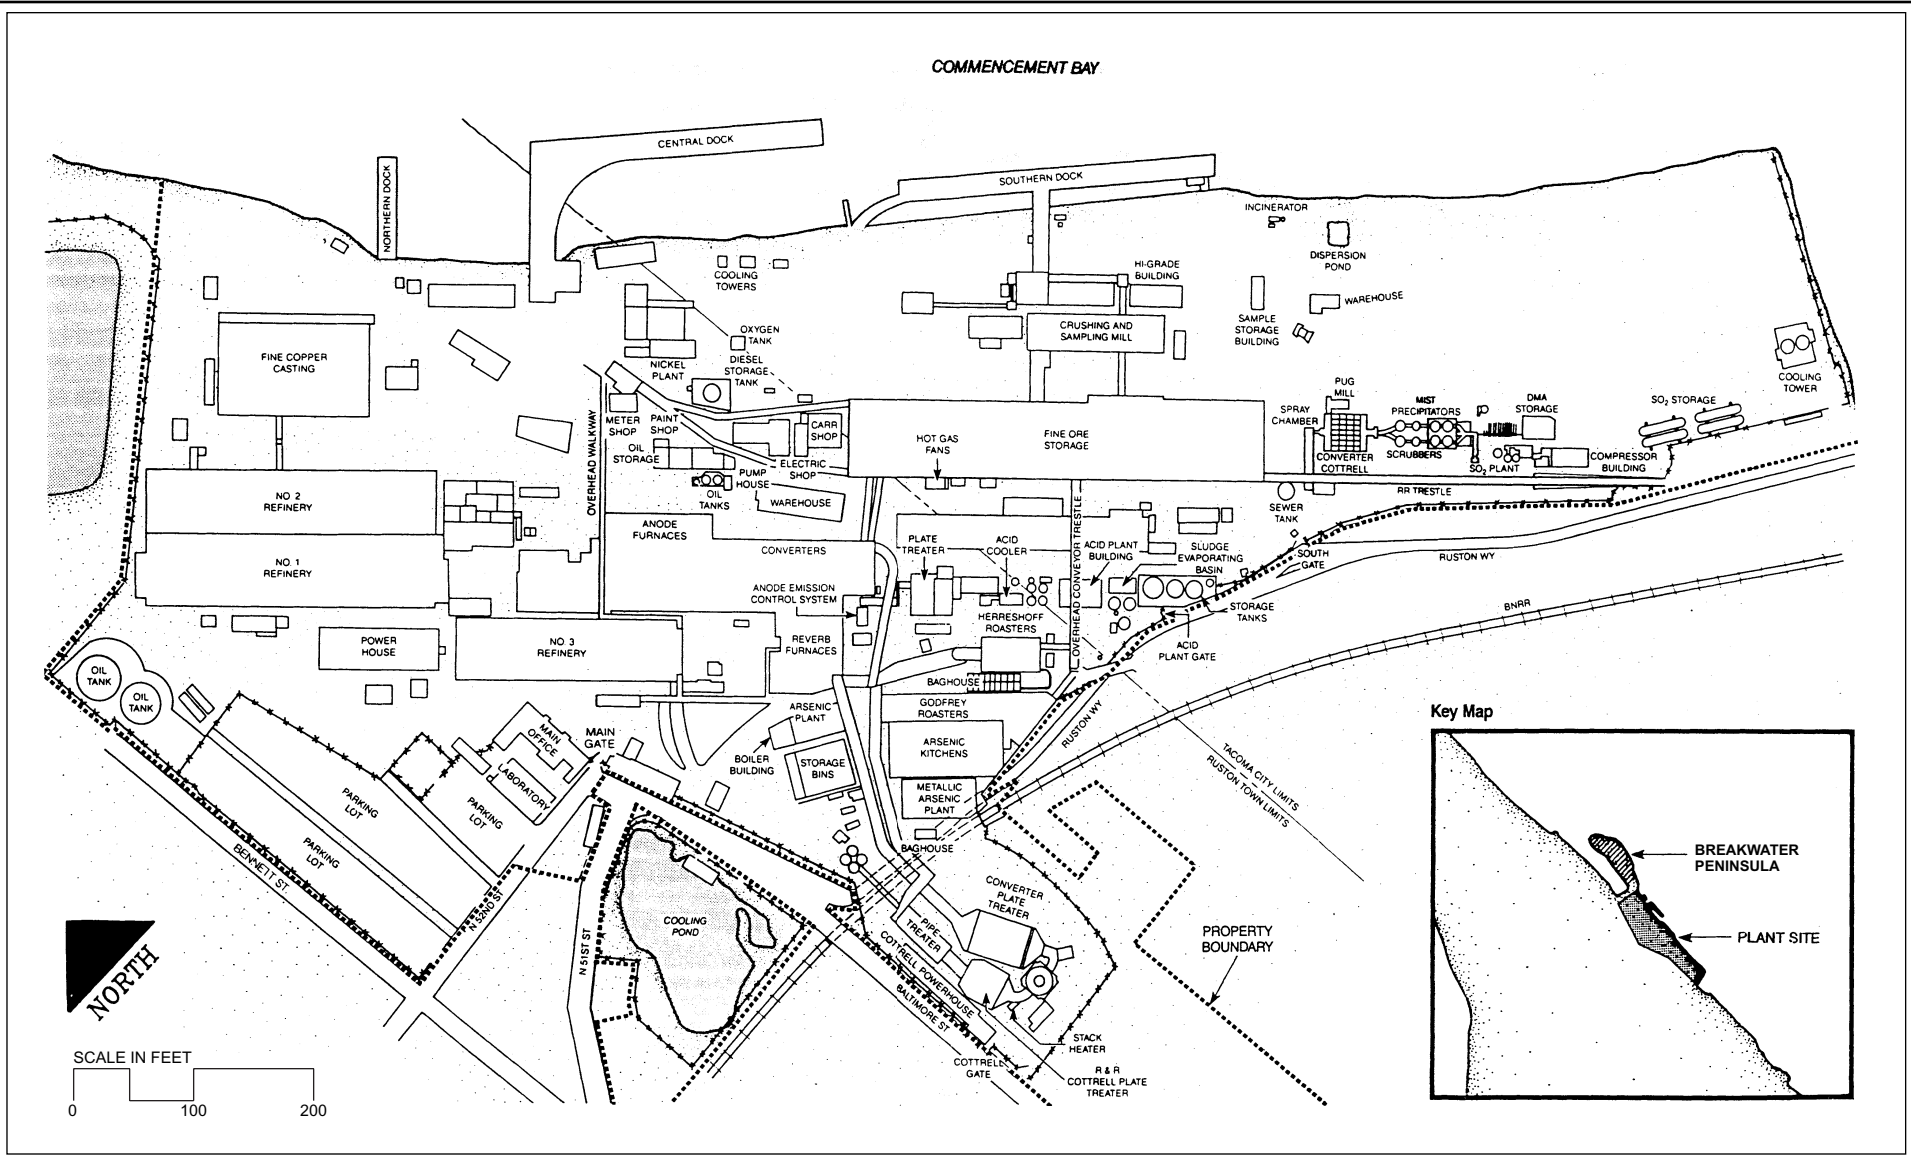 COMMENCEMENT BAY
NORTHERN DOCK
CENTRAL DOCK
SOUTHERN DOCK
INCINERATOR
DISPERSION
POND
COOLING
TOWERS
HI-GRADE
BUILDING
WAREHOUSE
SAMPLE
STORAGE
BUILDING
CRUSHING AND
SAMPLING MILL
OXYGEN
TANK
DIESEL
STORAGE
TANK
NICKEL
PLANT
FINE COPPER
CASTING
COOLING
TOWER
PUG
MILL
MIST
PRECIPITATORS
DMA
STORAGE
SO2 STORAGE
SPRAY
CHAMBER
OVERHEAD WALKWAY
METER
SHOP
PAINT
SHOP
CARR
SHOP
HOT GAS
FANS
FINE ORE
STORAGE
OIL
STORAGE
ELECTRIC
SHOP
PUMP
HOUSE
OIL
TANKS
WAREHOUSE
CONVERTER
COTTRELL
SCRUBBERS
SO2 PLANT
COMPRESSOR
BUILDING
RR TRESTLE
NO. 2
REFINERY
NO. 1
REFINERY
ANODE
FURNACES
CONVERTERS
PLATE
TREATER
ACID
COOLER
OVERHEAD CONVEYOR TRESTLE
ACID PLANT
BUILDING
SLUDGE
EVAPORATING
BASIN
SEWER
TANK
SOUTH
GATE
RUSTON WY
ANODE EMISSION
CONTROL SYSTEM
HERRESHOFF
ROASTERS
STORAGE
TANKS
BNRR
ACID
PLANT GATE
POWER
HOUSE
NO. 3
REFINERY
REVERB
FURNACES
BAGHOUSE
OIL
TANK
OIL
TANK
ARSENIC
PLANT
GODFREY
ROASTERS
RUSTON WY
MAIN
OFFICE
MAIN
GATE
BOILER
BUILDING
STORAGE
BINS
ARSENIC
KITCHENS
LABORATORY
METALLIC
ARSENIC
PLANT
TACOMA CITY LIMITS
RUSTON TOWN LIMITS
PARKING
LOT
PARKING
LOT
PARKING
LOT
BENNETT ST.
BAGHOUSE
N 52ND ST
N 51ST ST
COOLING
POND
CONVERTER
PLATE
TREATER
PIPE
TREATER
COTTRELL POWERHOUSE
BALTIMORE ST
PROPERTY
BOUNDARY
STACK
HEATER
COTTRELL
GATE
R & R
COTTRELL PLATE
TREATER
Key Map
BREAKWATER
PENINSULA
PLANT SITE
NORTH
SCALE IN FEET
0 100 200